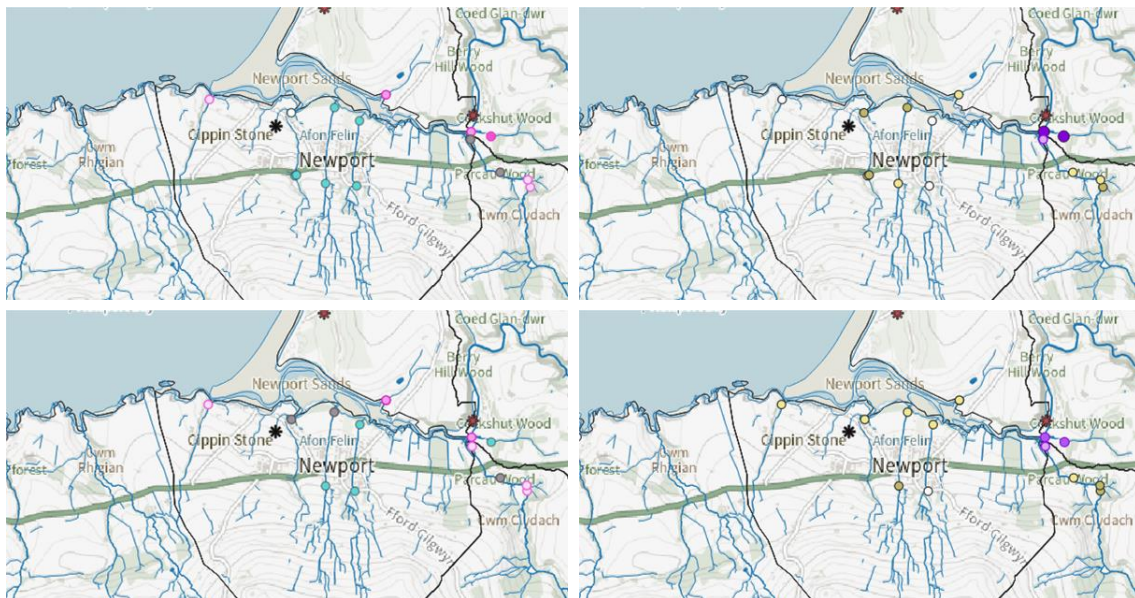 Coed Glan-dwr
Berry
Hill Wood
Newport Sands
Cockshut Wood
Cippin Stone
Afon Felin
Cwm
Rhigian
forest
Newport
Parcau Wood
Cwm Clydach
Ffordd Cilgwyn
Coed Glan-dwr
Berry
Hill Wood
Newport Sands
Cockshut Wood
Cippin Stone
Afon Felin
Cwm
Rhigian
forest
Newport
Parcau Wood
Cwm Clydach
Ffordd Cilgwyn
Coed Glan-dwr
Berry
Hill Wood
Newport Sands
Cockshut Wood
Cippin Stone
Afon Felin
Cwm
Rhigian
forest
Newport
Parcau Wood
Cwm Clydach
Ffordd Cilgwyn
Coed Glan-dwr
Berry
Hill Wood
Newport Sands
Cockshut Wood
Cippin Stone
Afon Felin
Cwm
Rhigian
forest
Newport
Parcau Wood
Cwm Clydach
Ffordd Cilgwyn